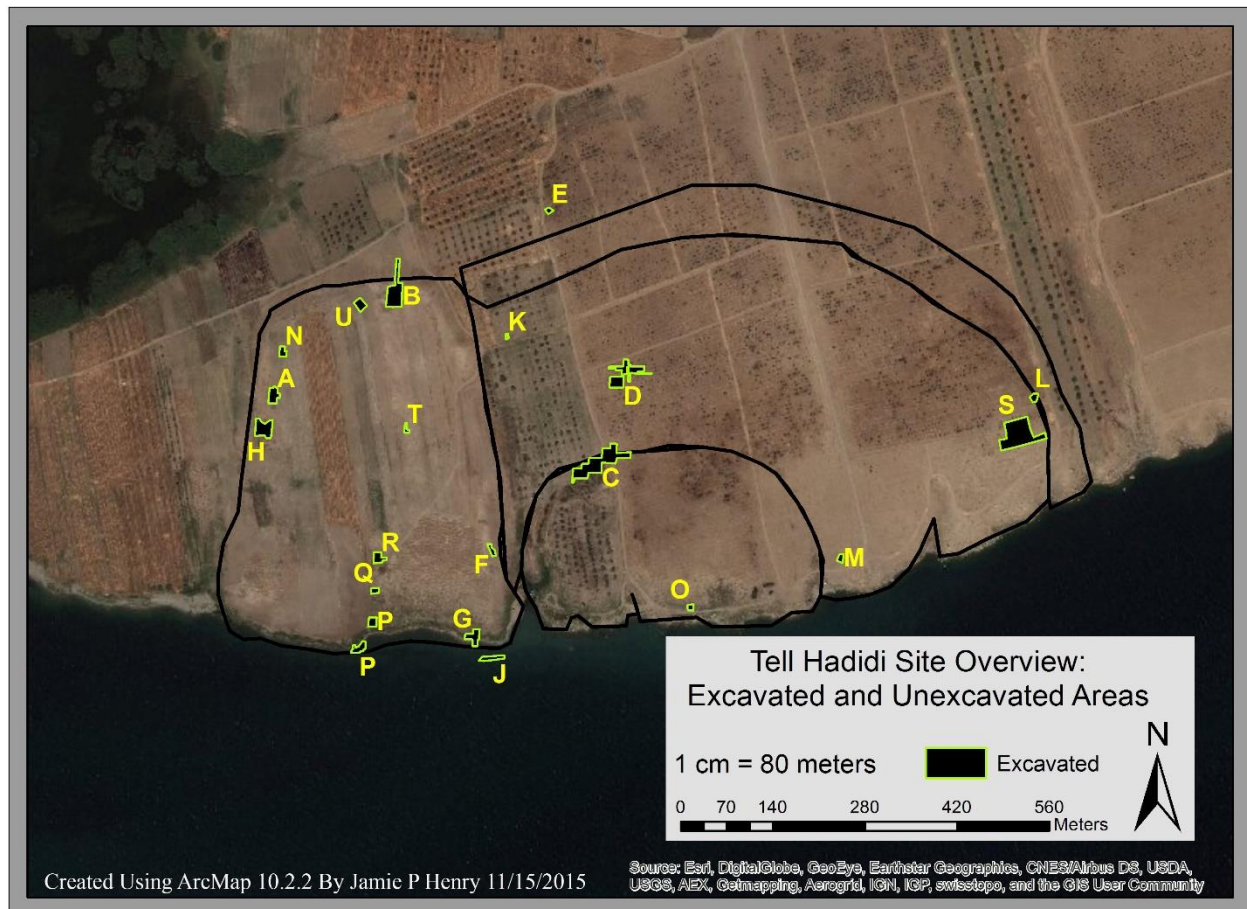 E
B
U
K
N
D
A
L
S
T
H
C
R
F
M
Q
O
P
G
P
J
Tell Hadidi Site Overview:
Excavated and Unexcavated Areas
N
1 cm = 80 meters
Excavated
0 70 140 280 420 560
Meters
Created Using ArcMap 10.2.2 By Jamie P Henry 11/15/2015
Source: Esri, DigitalGlobe, GeoEye, Earthstar Geographics, CNES/Airbus DS, USDA,
USGS, AEX, Getmapping, Aerogrid, IGN, IGP, swisstopo, and the GIS User Community